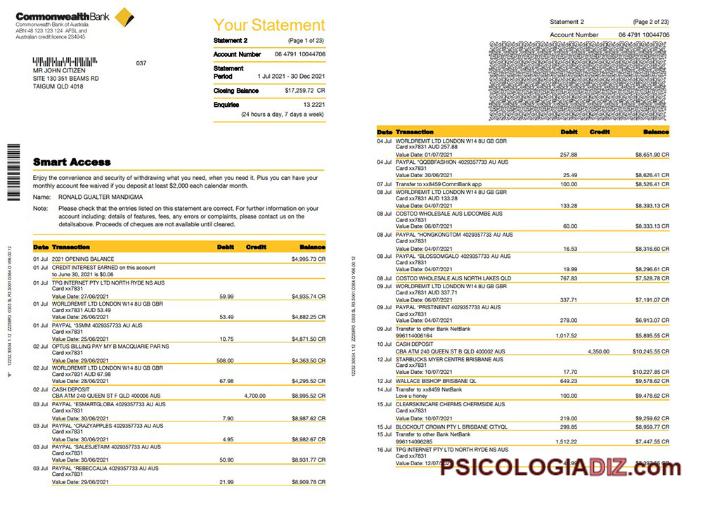 CommonwealthBank
Commonwealth Bank of Australia
ABN 48 123 123 124 AFSL and
Australian credit licence 234945
037
MR JOHN CITIZEN
SITE 130 351 BEAMS RD
TAIGUM QLD 4018
Your Statement
Statement 2 (Page 1 of 23)
Account Number 06 4791 10044706
Statement
Period 1 Jul 2021 - 30 Dec 2021
Closing Balance $17,259.72 CR
Enquiries 13 2221
(24 hours a day, 7 days a week)
Smart Access
Enjoy the convenience and security of withdrawing what you need, when you need it. Plus you can have your
monthly account fee waived if you deposit at least $2,000 each calendar month.
Name: RONALD GUALTER MANDIGMA
Note: Please check that the entries listed on this statement are correct. For further information on your
account including: details of features, fees, any errors or complaints, please contact us on the
details above. Proceeds of cheques are not available until cleared.
Date Transaction Debit Credit Balance
01 Jul 2021 OPENING BALANCE $4,995.73 CR
01 Jul CREDIT INTEREST EARNED on this account
to June 30, 2021 is $0.06
01 Jul TPG INTERNET PTY LTD NORTH RYDE NS AUS
Card xx7831
Value Date: 27/06/2021 59.99 $4,935.74 CR
01 Jul WORLDREMIT LTD LONDON W14 8U GB GBR
Card xx7831 AUD 53.49
Value Date: 26/06/2021 53.49 $4,882.25 CR
01 Jul PAYPAL *35MM 4029357733 AU AUS
Card xx7831
Value Date: 25/06/2021 10.75 $4,871.50 CR
02 Jul OPTUS BILLING PAY MY B MACQUARIE PAR NS
Card xx7831
Value Date: 29/06/2021 508.00 $4,363.50 CR
02 Jul WORLDREMIT LTD LONDON W14 8U GB GBR
Card xx7831 AUD 67.98
Value Date: 28/06/2021 67.98 $4,295.52 CR
02 Jul CASH DEPOSIT
CBA ATM 240 QUEEN ST F QLD 400006 AUS 4,700.00 $8,995.52 CR
03 Jul PAYPAL *ESMARTGLOBA 4029357733 AU AUS
Card xx7831
Value Date: 30/06/2021 7.90 $8,987.62 CR
03 Jul PAYPAL *CRAZYAPPLES 4029357733 AU AUS
Card xx7831
Value Date: 30/06/2021 4.95 $8,982.67 CR
03 Jul PAYPAL *SALESJETAIM 4029357733 AU AUS
Card xx7831
Value Date: 30/06/2021 50.90 $8,931.77 CR
03 Jul PAYPAL *REBECCALIA 4029357733 AU AUS
Card xx7831
Value Date: 30/06/2021 21.99 $8,909.78 CR
Statement 2 (Page 2 of 23)
Account Number 06 4791 10044706
Date Transaction Debit Credit Balance
04 Jul WORLDREMIT LTD LONDON W14 8U GB GBR
Card xx7831 AUD 257.88
Value Date: 01/07/2021 257.88 $8,651.90 CR
04 Jul PAYPAL *QQBBFASHION 4029357733 AU AUS
Card xx7831
Value Date: 30/06/2021 25.49 $8,626.41 CR
07 Jul Transfer to xx8459 CommBank app 100.00 $8,526.41 CR
08 Jul WORLDREMIT LTD LONDON W14 8U GB GBR
Card xx7831 AUD 133.28
Value Date: 04/07/2021 133.28 $8,393.13 CR
08 Jul COSTCO WHOLESALE AUS LIDCOMBE AUS
Card xx7831
Value Date: 06/07/2021 60.00 $8,333.13 CR
08 Jul PAYPAL *HONGKONGTOM 4029357733 AU AUS
Card xx7831
Value Date: 04/07/2021 16.53 $8,316.60 CR
08 Jul PAYPAL *BLOSSOMGALO 4029357733 AU AUS
Card xx7831
Value Date: 04/07/2021 19.99 $8,296.61 CR
08 Jul COSTCO WHOLESALE AUS NORTH LAKES QLD 767.83 $7,528.78 CR
09 Jul WORLDREMIT LTD LONDON W14 8U GB GBR
Card xx7831 AUD 337.71
Value Date: 06/07/2021 337.71 $7,191.07 CR
09 Jul PAYPAL *PRISTINEINT 4029357733 AU AUS
Card xx7831
Value Date: 04/07/2021 278.00 $6,913.07 CR
09 Jul Transfer to other Bank NetBank
996114006164 1,017.52 $5,895.55 CR
10 Jul CASH DEPOSIT
CBA ATM 240 QUEEN ST B QLD 400002 AUS 4,350.00 $10,245.55 CR
12 Jul STARBUCKS MYER CENTRE BRISBANE AUS
Card xx7831
Value Date: 10/07/2021 17.70 $10,227.85 CR
12 Jul WALLACE BISHOP BRISBANE QL 649.23 $9,578.62 CR
14 Jul Transfer to xx8459 NetBank
Love u honey 100.00 $9,478.62 CR
15 Jul CLEARSKINCARE CHERMS CHERMSIDE AUS
Card xx7831
Value Date: 10/07/2021 219.00 $9,259.62 CR
15 Jul BLOCKOUT CROWN PTY L BRISBANE CITYQL 299.85 $8,959.77 CR
15 Jul Transfer to other Bank NetBank
996114096285 1,512.22 $7,447.55 CR
16 Jul TPG INTERNET PTY LTD NORTH RYDE NS AUS
Card xx7831
Value Date: 12/07/
PSICOLOGIADIZ.com